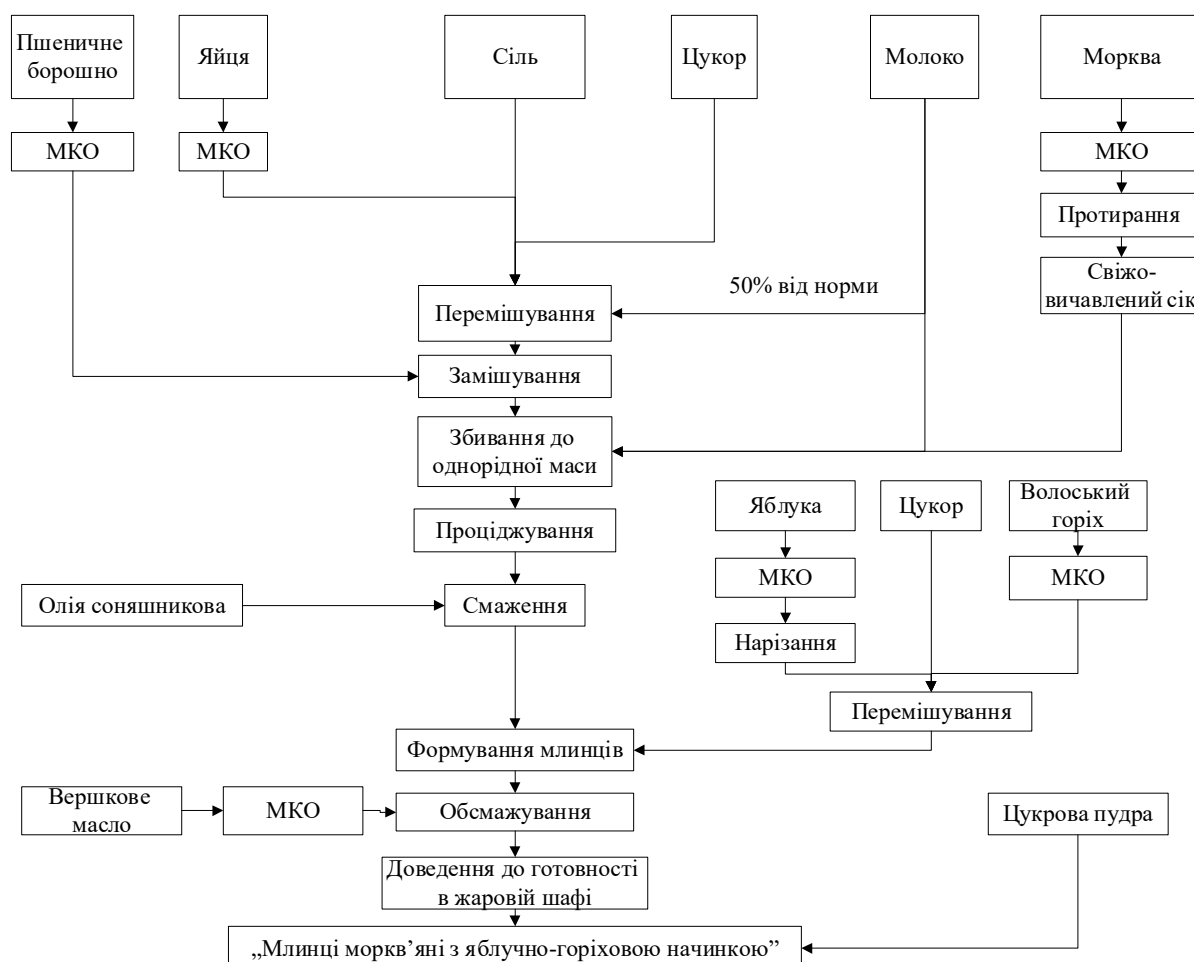 Пшеничне
борошно
Яйця
Сіль
Цукор
Молоко
Морква
МКО
МКО
МКО
Протирання
Свіжо-
вичавлений сік
50% від норми
Перемішування
Замішування
Збивання до
однорідної маси
Яблука
Цукор
Волоський
горіх
Проціджування
МКО
МКО
Олія соняшникова
Смаження
Нарізання
Перемішування
Формування млинців
Вершкове
масло
МКО
Обсмажування
Цукрова пудра
Доведення до готовності
в жаровій шафі
„Млинці морквʼяні з яблучно-горіховою начинкою”